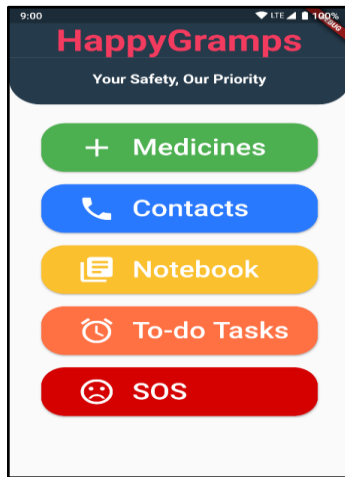 9:00 LTE 100%
HappyGramps
Your Safety, Our Priority
Medicines
Contacts
Notebook
To-do Tasks
SOS